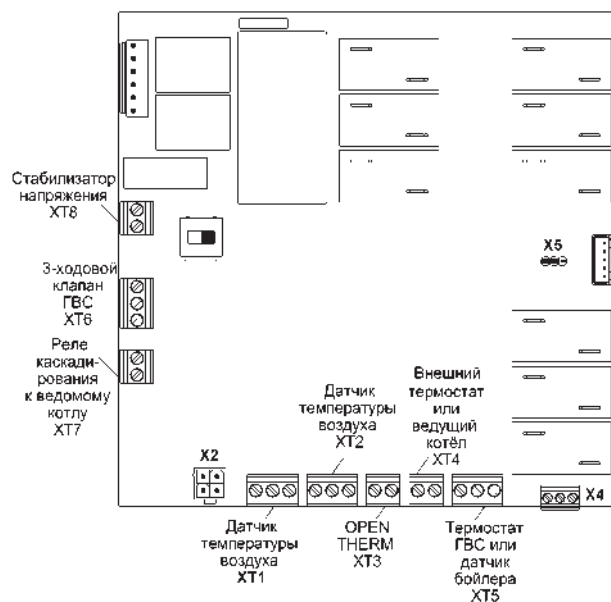 Стабилизатор
напряжения
XT8
3-ходовой
клапан
ГВС
XT6
Реле
каскади-
рования
к ведомому
котлу
XT7
X2
Датчик
температуры
воздуха
XT2
Внешний
термостат
или
ведущий
котёл
XT4
X5
X4
Датчик
температуры
воздуха
XT1
OPEN
THERM
XT3
Термостат
ГВС или
датчик
бойлера
XT5